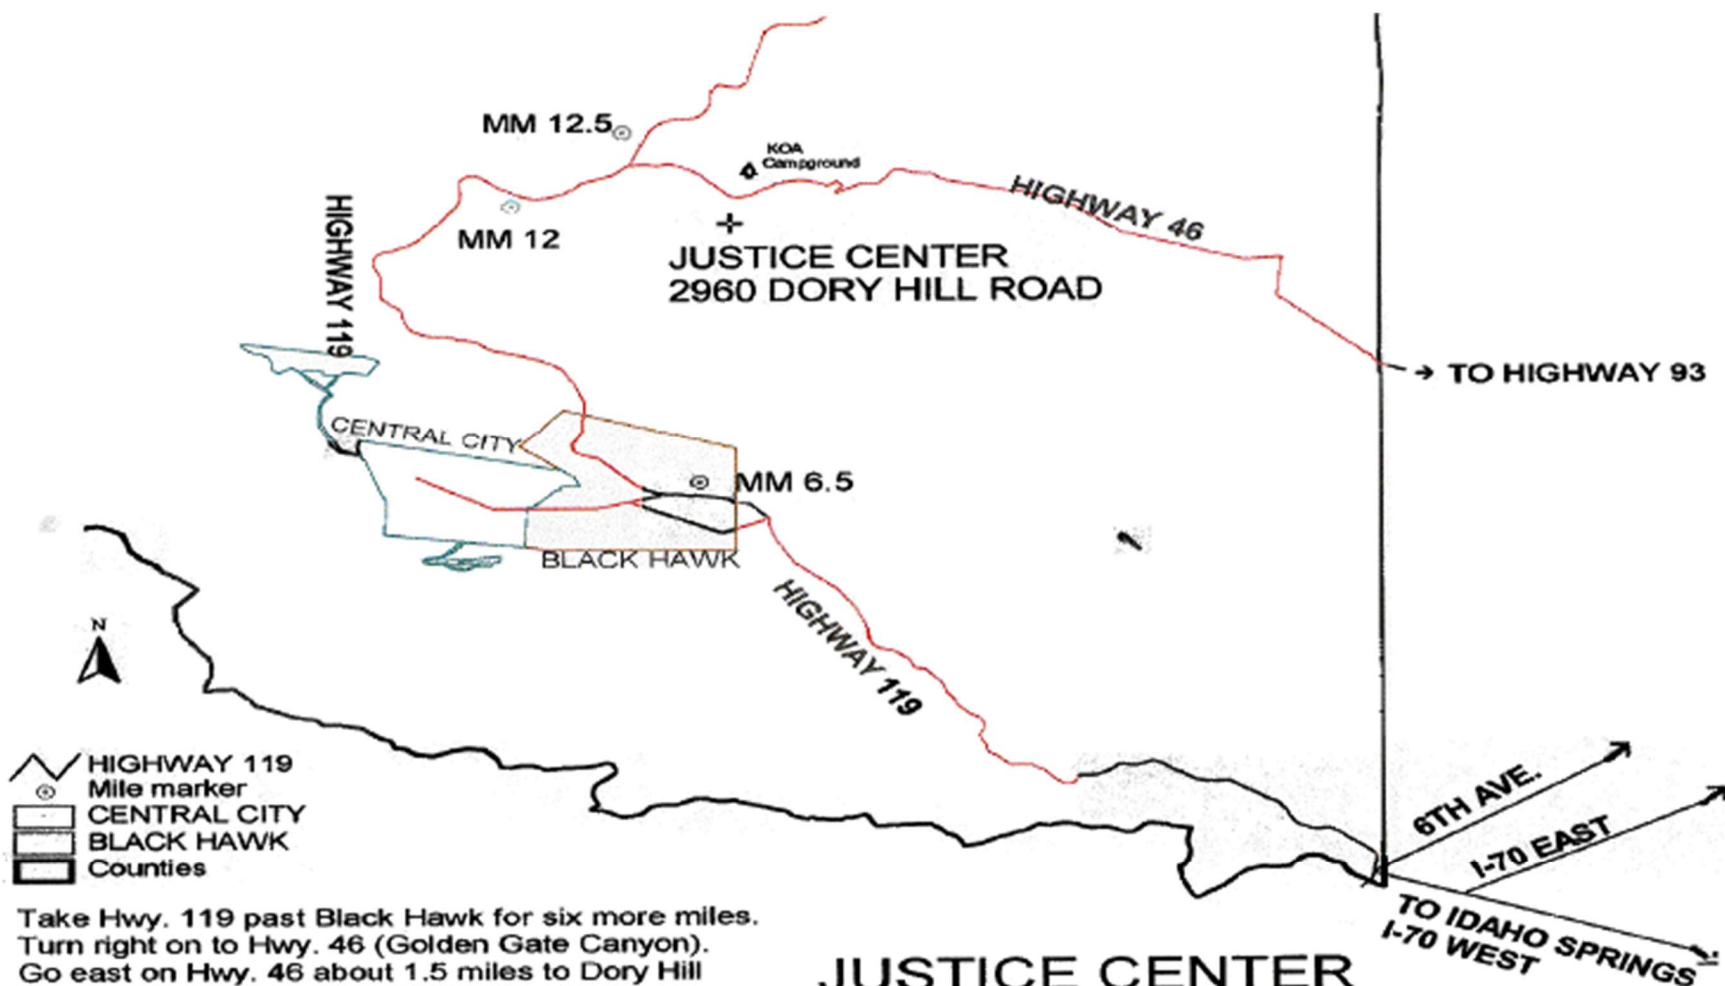 MM 12.5
KOA
Campground
HIGHWAY 46
HIGHWAY 119
MM 12
JUSTICE CENTER
2960 DORY HILL ROAD
TO HIGHWAY 93
CENTRAL CITY
MM 6.5
BLACK HAWK
HIGHWAY 119
N
6TH AVE.
I-70 EAST
TO IDAHO SPRINGS
I-70 WEST
HIGHWAY 119
Mile marker
CENTRAL CITY
BLACK HAWK
Counties
Take Hwy. 119 past Black Hawk for six more miles.
Turn right on to Hwy. 46 (Golden Gate Canyon).
Go east on Hwy. 46 about 1.5 miles to Dory Hill
JUSTICE CENTER